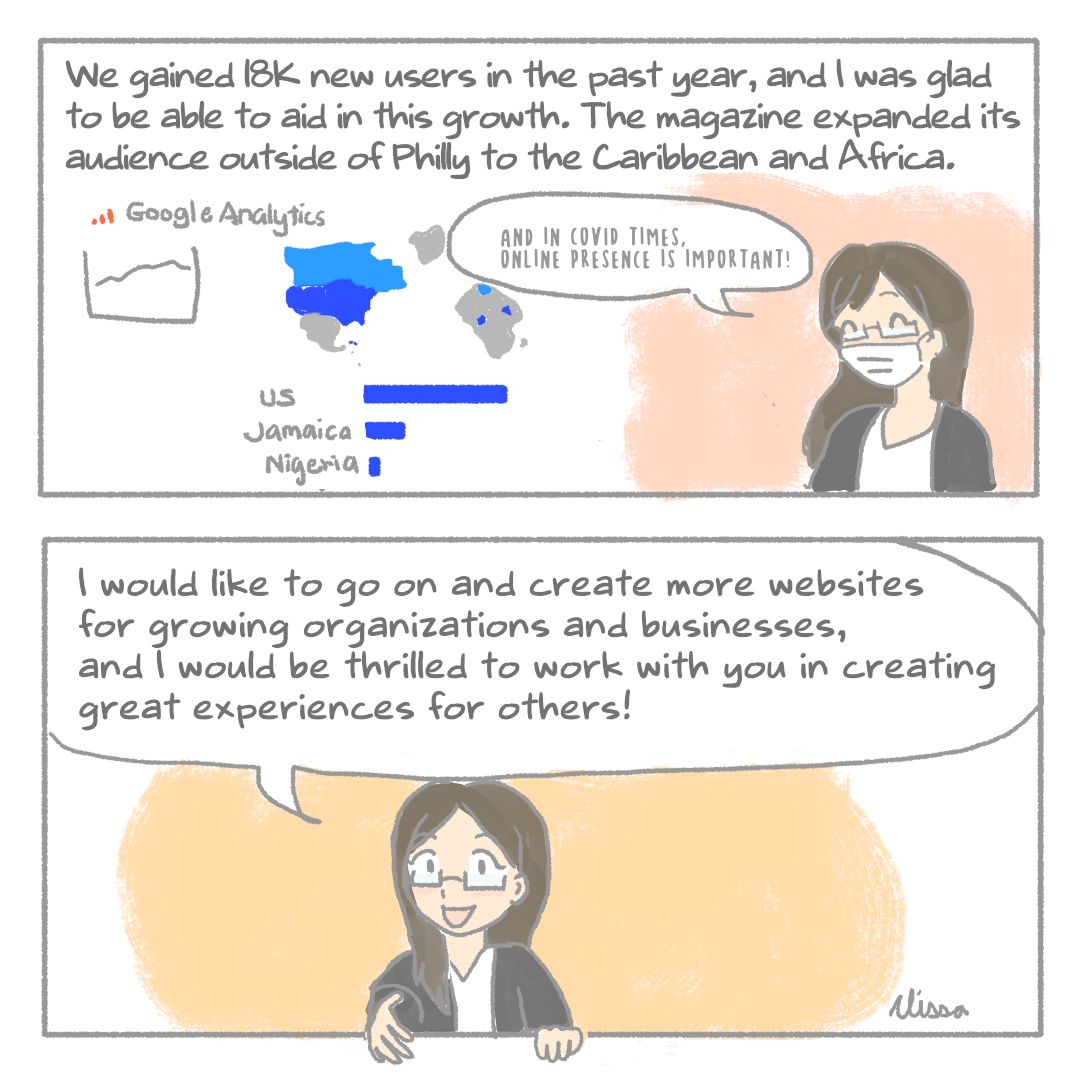 We gained 18K new users in the past year, and I was glad
to be able to aid in this growth. The magazine expanded its
audience outside of Philly to the Caribbean and Africa.
Google Analytics
AND IN COVID TIMES,
ONLINE PRESENCE IS IMPORTANT!
US
Jamaica
Nigeria
I would like to go on and create more websites
for growing organizations and businesses,
and I would be thrilled to work with you in creating
great experiences for others!
Alissa